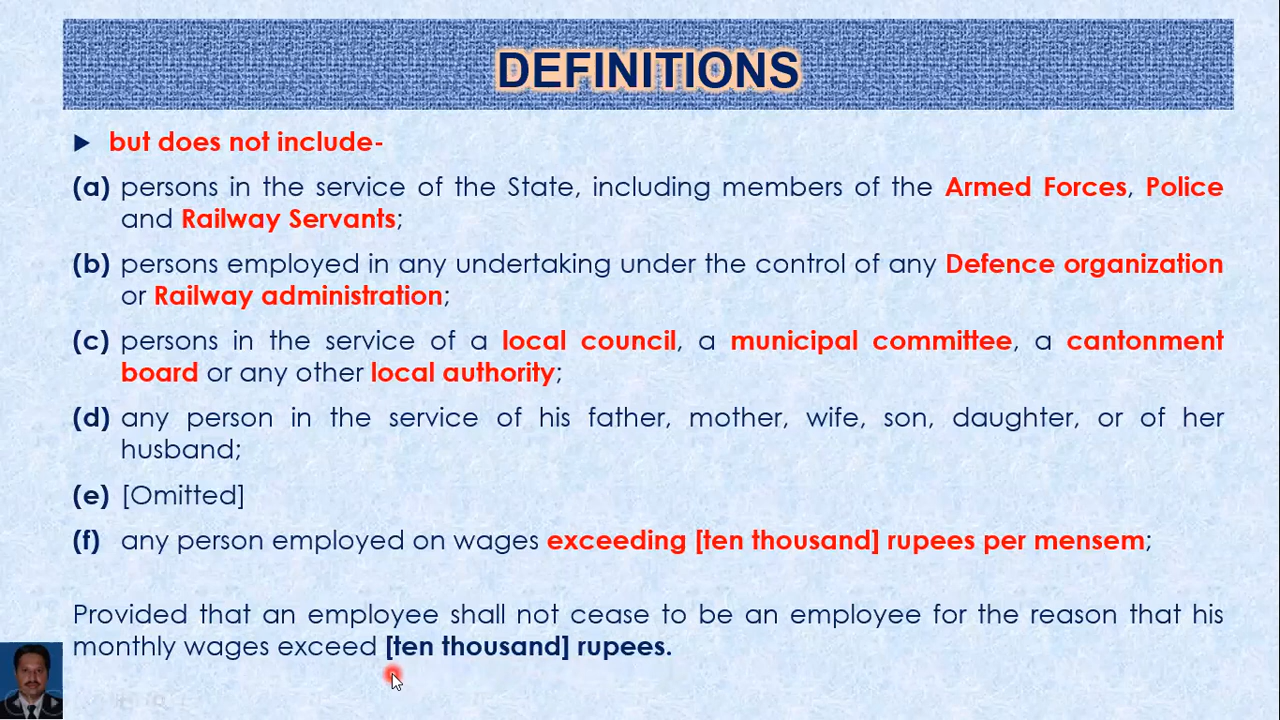 DEFINITIONS
but does not include-
(a) persons in the service of the State, including members of the Armed Forces, Police
and Railway Servants;
(b) persons employed in any undertaking under the control of any Defence organization
or Railway administration;
(c) persons in the service of a local council, a municipal committee, a cantonment
board or any other local authority;
(d) any person in the service of his father, mother, wife, son, daughter, or of her
husband;
(e) [Omitted]
(f) any person employed on wages exceeding [ten thousand] rupees per mensem;
Provided that an employee shall not cease to be an employee for the reason that his
monthly wages exceed [ten thousand] rupees.